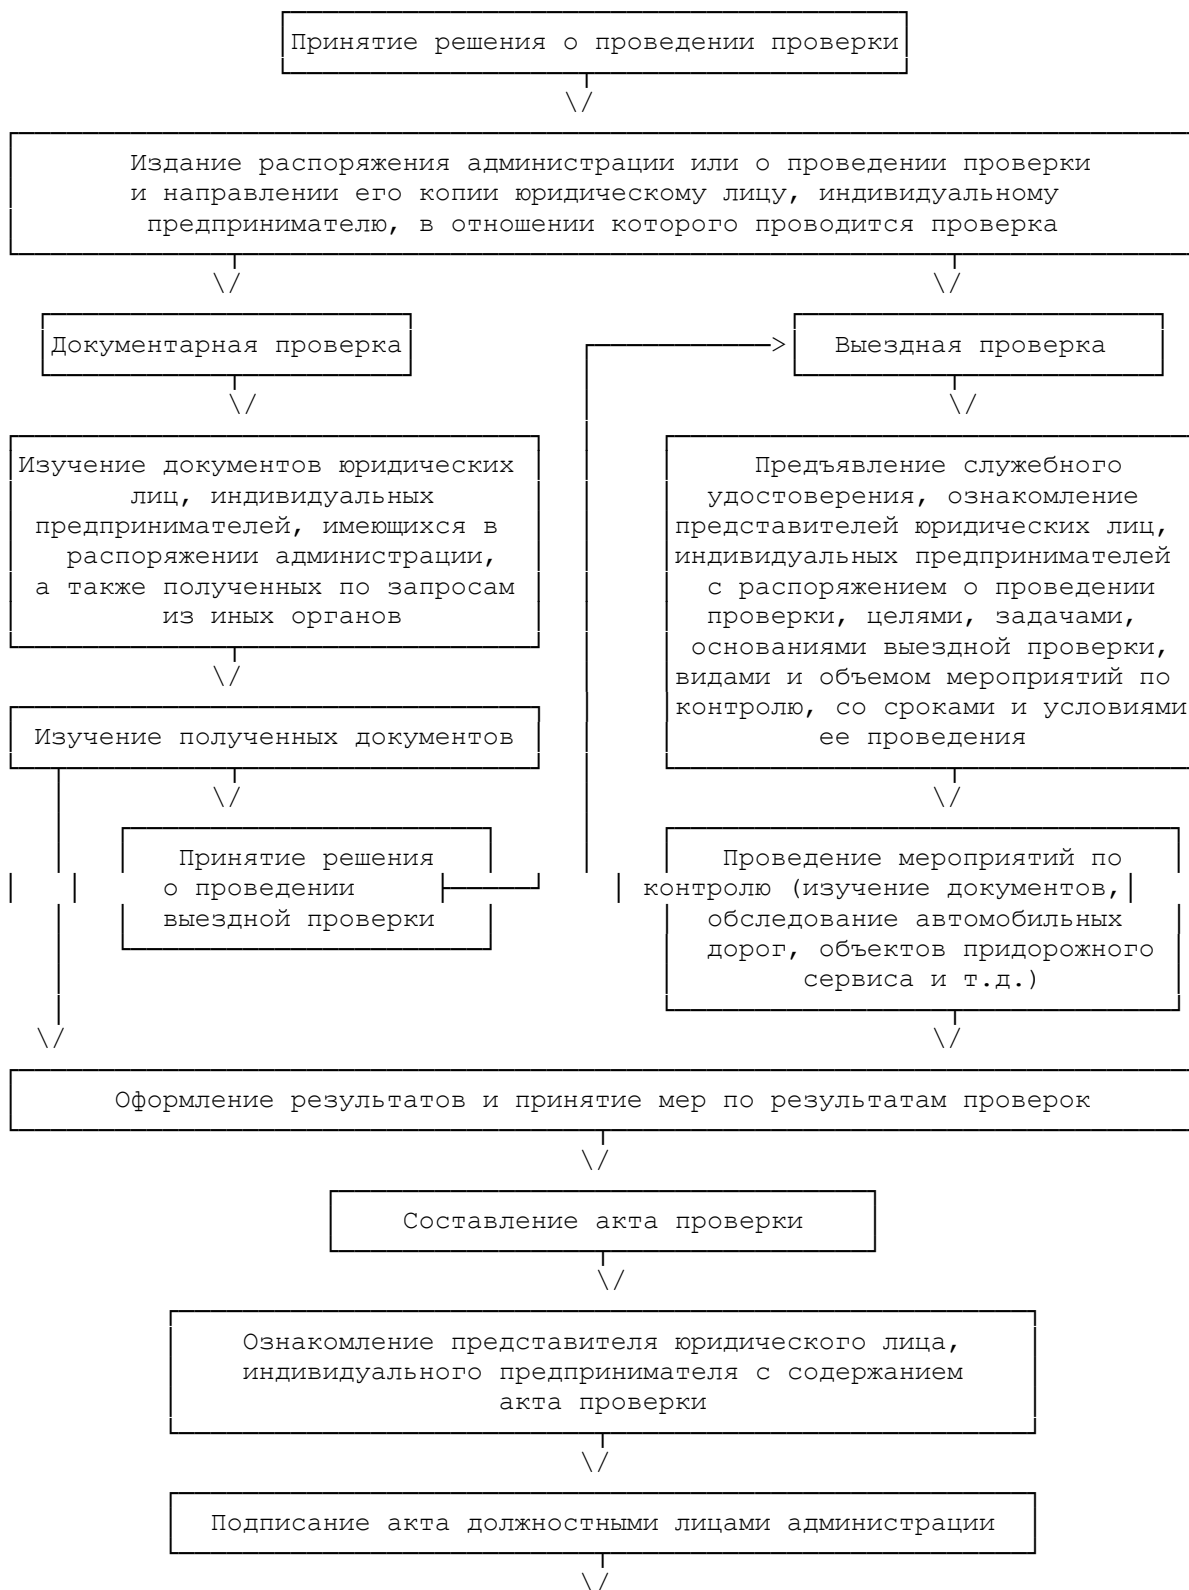 Принятие решения о проведении проверки
Издание распоряжения администрации или о проведении проверки
и направлении его копии юридическому лицу, индивидуальному
предпринимателю, в отношении которого проводится проверка
Документарная проверка
Выездная проверка
Изучение документов юридических
лиц, индивидуальных
предпринимателей, имеющихся в
распоряжении администрации,
а также полученных по запросам
из иных органов
Предъявление служебного
удостоверения, ознакомление
представителей юридических лиц,
индивидуальных предпринимателей
с распоряжением о проведении
проверки, целями, задачами,
основаниями выездной проверки,
видами и объемом мероприятий по
контролю, со сроками и условиями
ее проведения
Изучение полученных документов
Принятие решения
о проведении
выездной проверки
Проведение мероприятий по
контролю (изучение документов,
обследование автомобильных
дорог, объектов придорожного
сервиса и т.д.)
Оформление результатов и принятие мер по результатам проверок
Составление акта проверки
Ознакомление представителя юридического лица,
индивидуального предпринимателя с содержанием
акта проверки
Подписание акта должностными лицами администрации